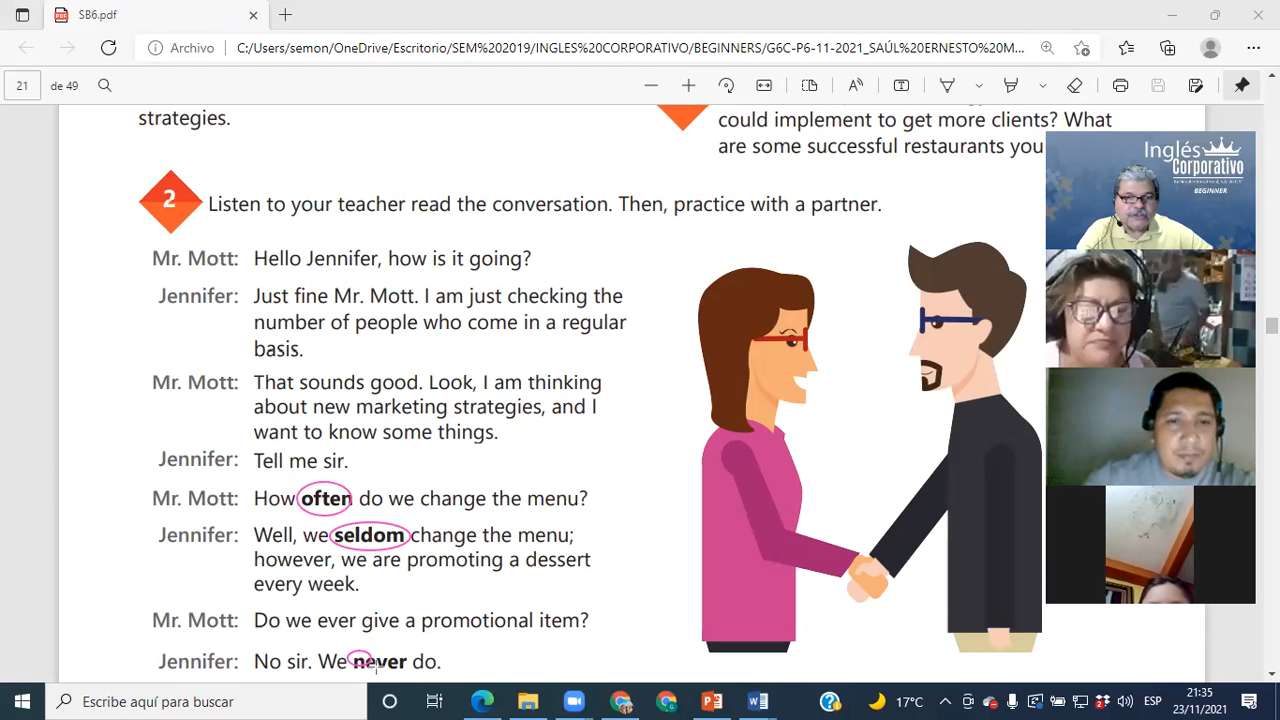 SB6.pdf
Archivo
C:/Users/semon/OneDrive/Escritorio/SEM%202019/INGLES%20CORPORATIVO/BEGINNERS/G6C-P6-11-2021_SAÚL%20ERNESTO%20M...
21 de 49
strategies.
could implement to get more clients? What
are some successful restaurants you
Inglés
Corporativo
BEGINNER
2 Listen to your teacher read the conversation. Then, practice with a partner.
Mr. Mott: Hello Jennifer, how is it going?
Jennifer: Just fine Mr. Mott. I am just checking the
number of people who come in a regular
basis.
Mr. Mott: That sounds good. Look, I am thinking
about new marketing strategies, and I
want to know some things.
Jennifer: Tell me sir.
Mr. Mott: How often do we change the menu?
Jennifer: Well, we seldom change the menu;
however, we are promoting a dessert
every week.
Mr. Mott: Do we ever give a promotional item?
Jennifer: No sir. We never do.
Escribe aquí para buscar
17°C
ESP
21:35
23/11/2021